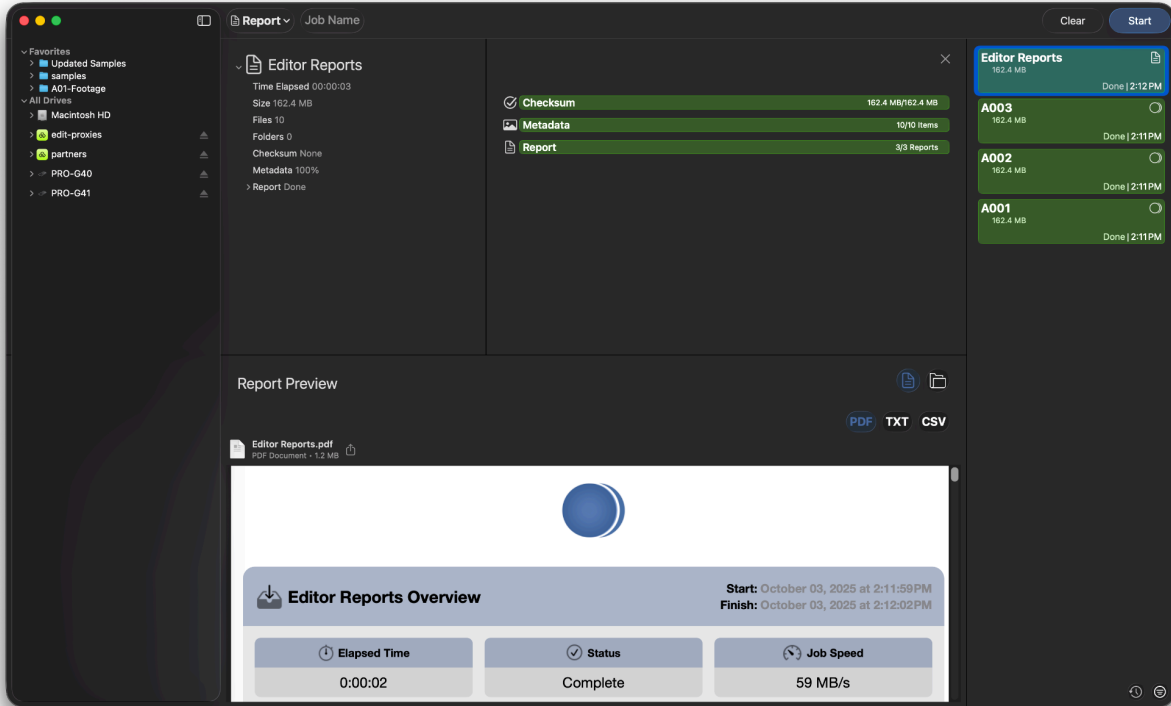 Report
Job Name
Clear
Start
Favorites
Updated Samples
samples
A01-Footage
All Drives
Macintosh HD
edit-proxies
partners
PRO-G40
PRO-G41
Editor Reports
Time Elapsed 00:00:03
Size 162.4 MB
Files 10
Folders 0
Checksum None
Metadata 100%
Report Done
Checksum 162.4 MB/162.4 MB
Metadata 10/10 Items
Report 3/3 Reports
Editor Reports
162.4 MB
Done | 2:12 PM
A003
162.4 MB
Done | 2:11 PM
A002
162.4 MB
Done | 2:11 PM
A001
162.4 MB
Done | 2:11 PM
Report Preview
PDF TXT CSV
Editor Reports.pdf
PDF Document - 1.2 MB
Editor Reports Overview
Start: October 03, 2025 at 2:11:59PM
Finish: October 03, 2025 at 2:12:02PM
Elapsed Time
0:00:02
Status
Complete
Job Speed
59 MB/s